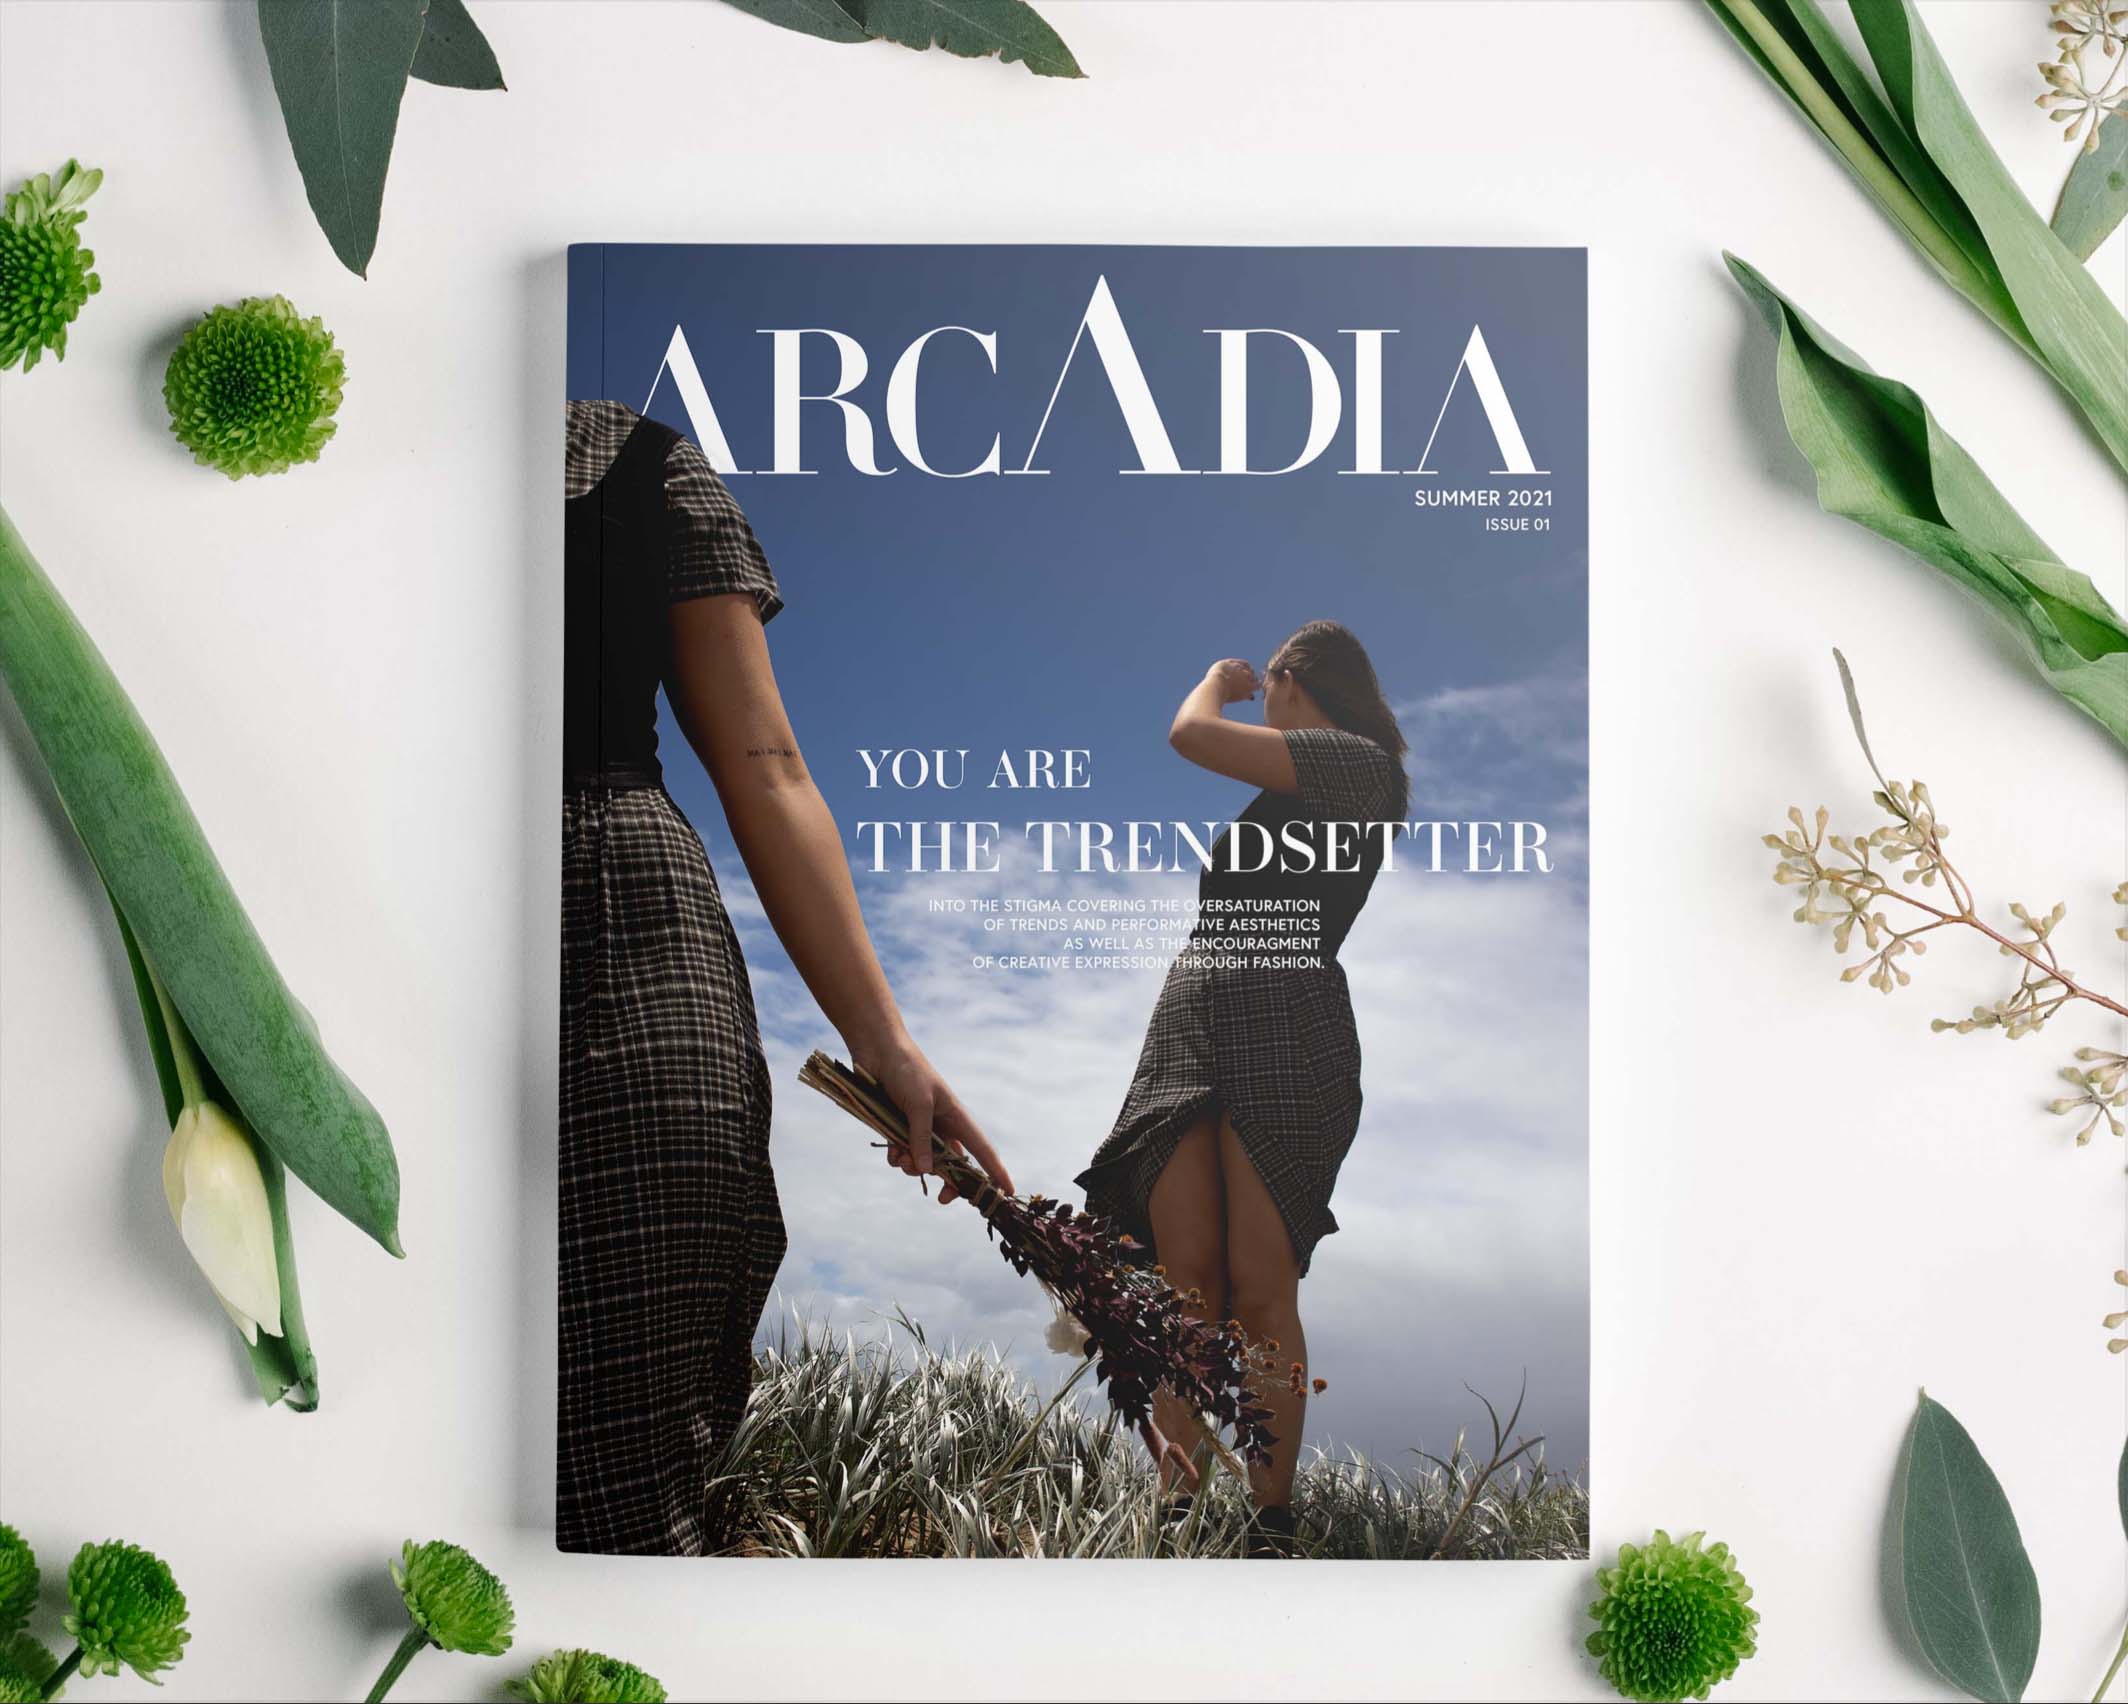 ARCADIA
SUMMER 2021
ISSUE 01
YOU ARE
THE TRENDSETTER
INTO THE STIGMA COVERING THE OVERSATURATION
OF TRENDS AND PERFORMATIVE AESTHETICS
AS WELL AS THE ENCOURAGMENT
OF CREATIVE EXPRESSION THROUGH FASHION.